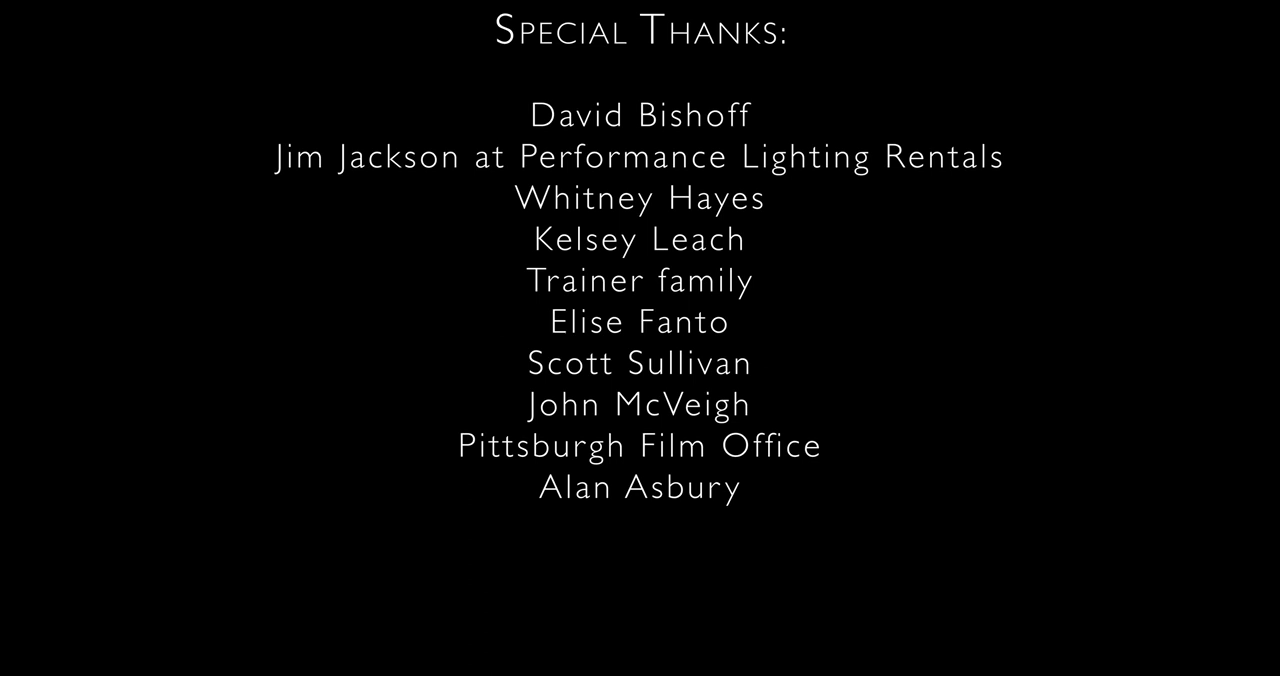 Special Thanks:
David Bishoff
Jim Jackson at Performance Lighting Rentals
Whitney Hayes
Kelsey Leach
Trainer family
Elise Fanto
Scott Sullivan
John McVeigh
Pittsburgh Film Office
Alan Asbury